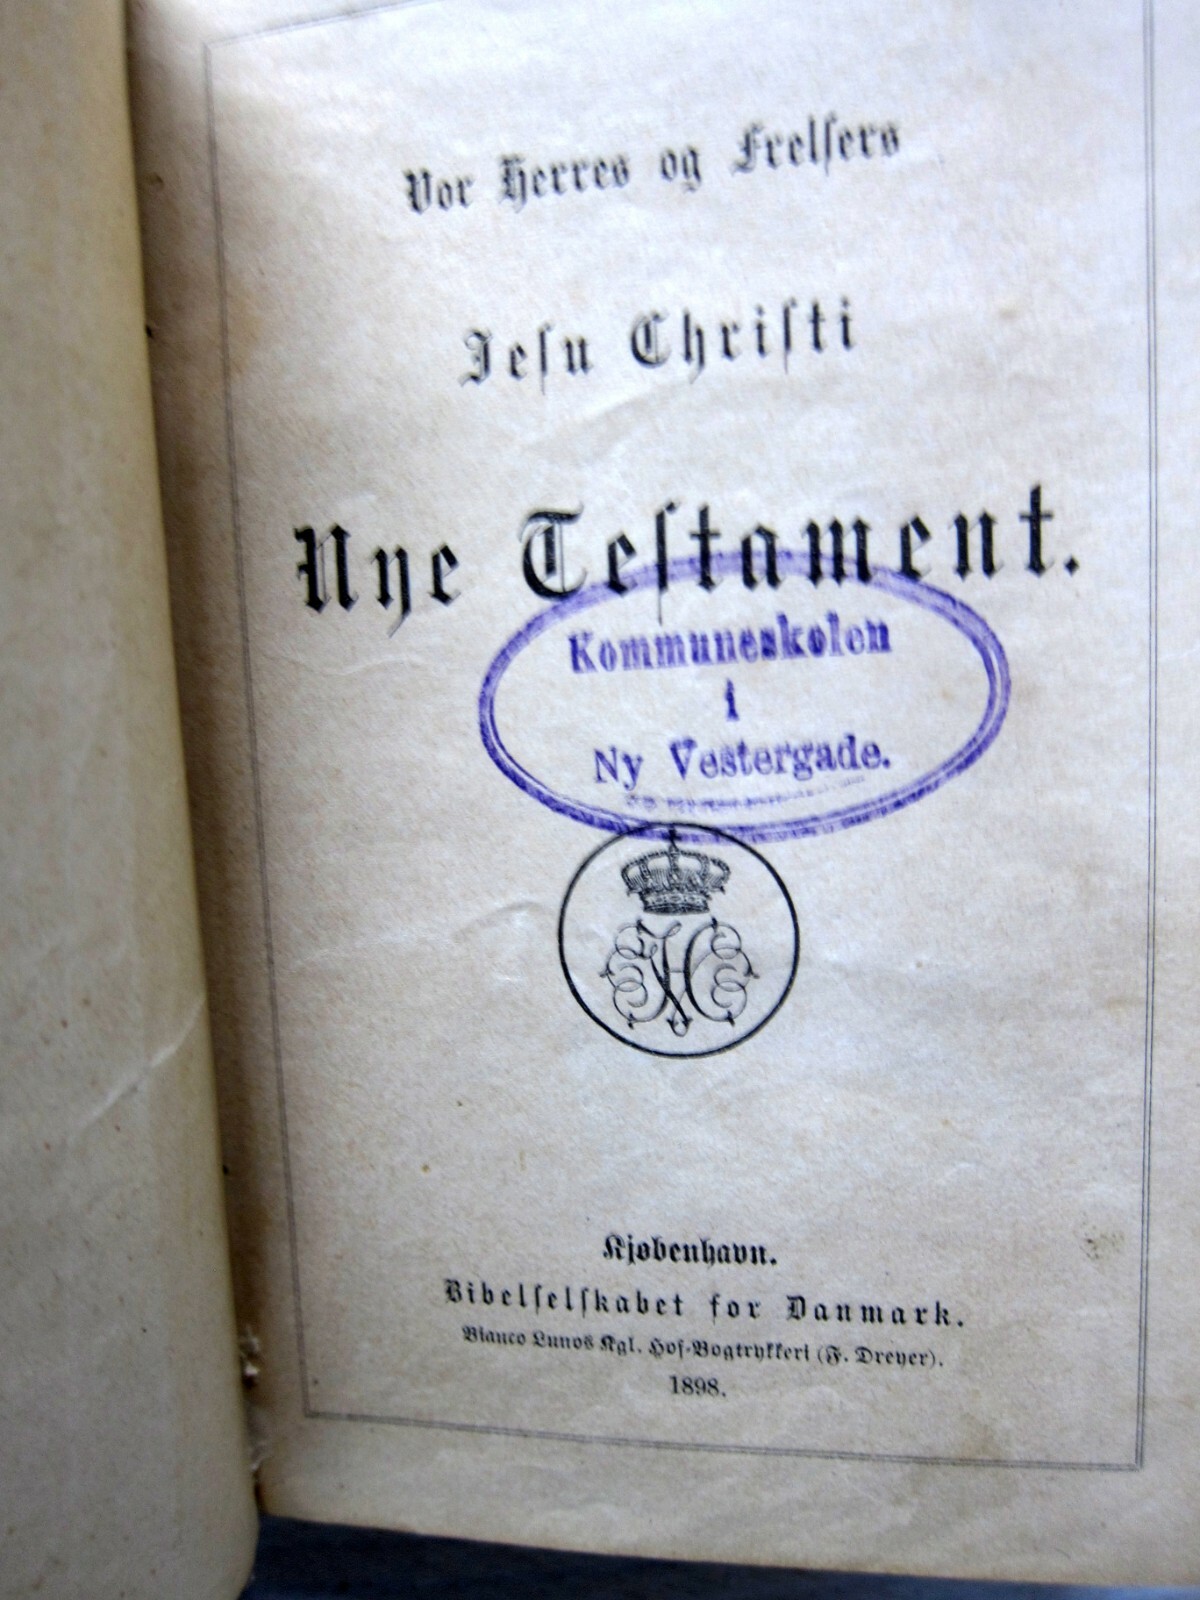 Vor Herres og Frelsers
Jesu Christi
Nye Testament.
Kommuneskolen
i
Ny Vestergade.
Kjøbenhavn.
Bibelselskabet for Danmark.
Bianco Lunos Kgl. Hof-Bogtrykkeri (F. Dreyer).
1898.